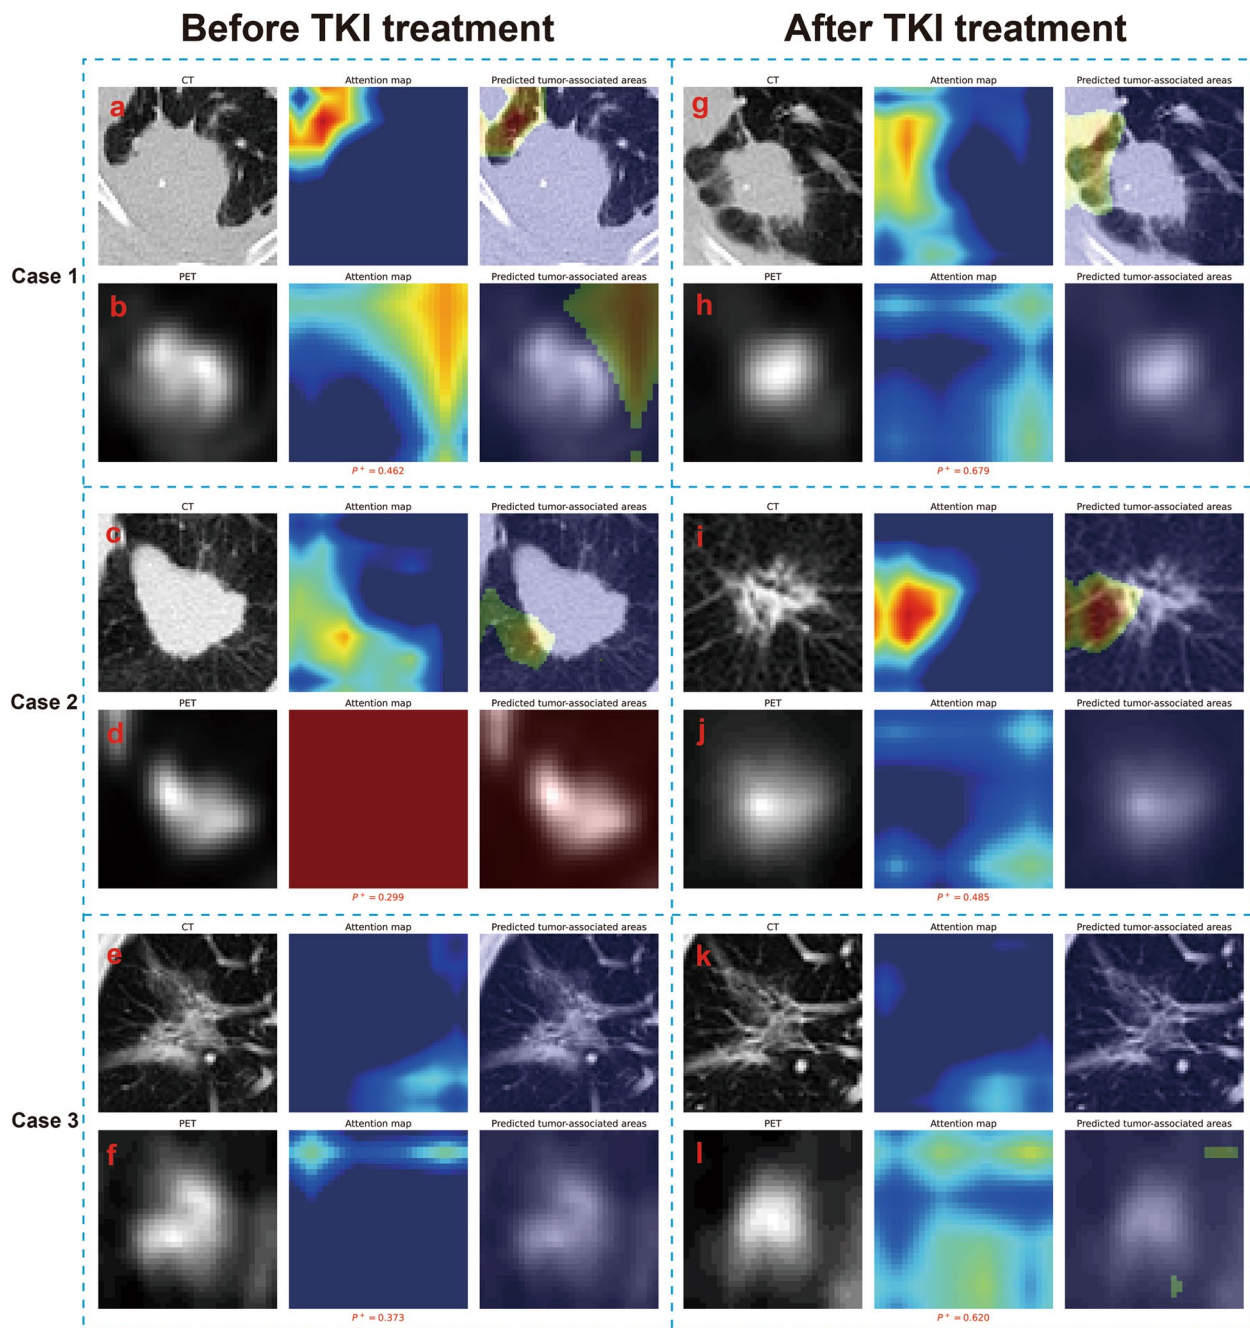 Before TKI treatment
After TKI treatment
Case 1
CT
Attention map
Predicted tumor-associated areas
a
PET
Attention map
Predicted tumor-associated areas
b
P⁺ = 0.462
CT
Attention map
Predicted tumor-associated areas
g
PET
Attention map
Predicted tumor-associated areas
h
P⁺ = 0.679
Case 2
CT
Attention map
Predicted tumor-associated areas
c
PET
Attention map
Predicted tumor-associated areas
d
P⁺ = 0.299
CT
Attention map
Predicted tumor-associated areas
i
PET
Attention map
Predicted tumor-associated areas
j
P⁺ = 0.485
Case 3
CT
Attention map
Predicted tumor-associated areas
e
PET
Attention map
Predicted tumor-associated areas
f
P⁺ = 0.373
CT
Attention map
Predicted tumor-associated areas
k
PET
Attention map
Predicted tumor-associated areas
l
P⁺ = 0.620